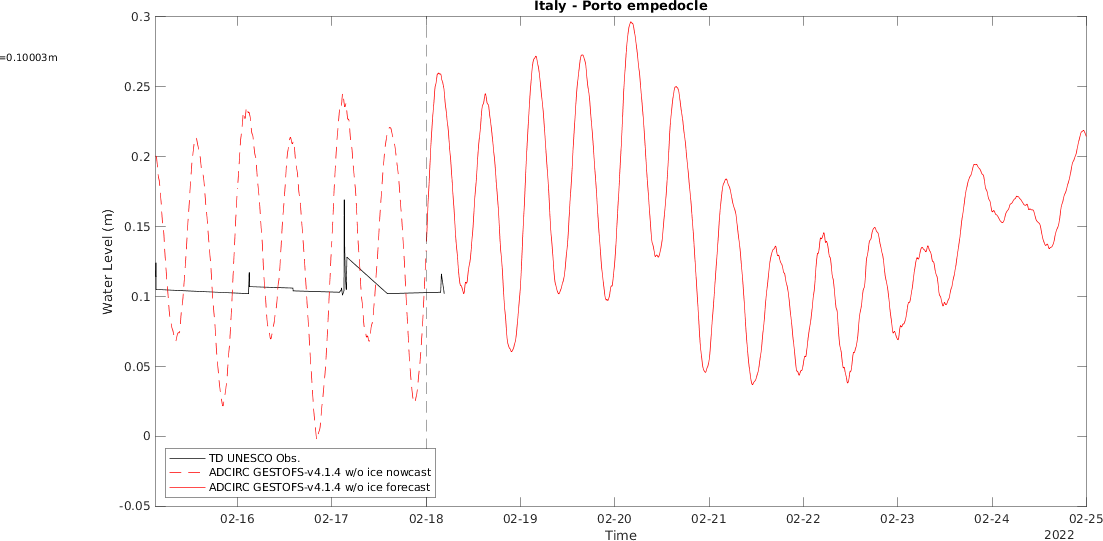 Italy - Porto empedocle
=0.10003m
0.3
0.25
0.2
0.15
0.1
0.05
0
-0.05
Water Level (m)
TD UNESCO Obs.
ADCIRC GESTOFS-v4.1.4 w/o ice nowcast
ADCIRC GESTOFS-v4.1.4 w/o ice forecast
02-16 02-17 02-18 02-19 02-20 02-21 02-22 02-23 02-24 02-25
Time
2022